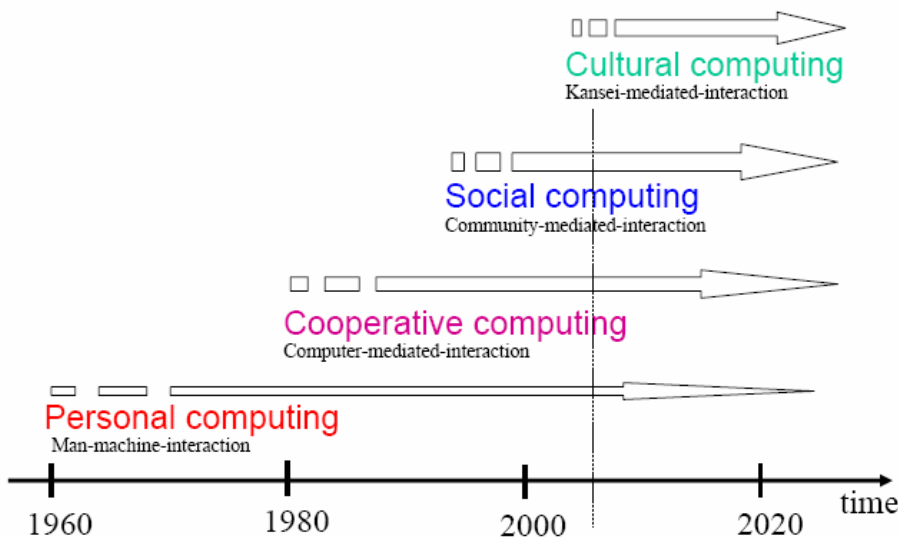 Cultural computing
Kansei-mediated-interaction
Social computing
Community-mediated-interaction
Cooperative computing
Computer-mediated-interaction
Personal computing
Man-machine-interaction
time
1960
1980
2000
2020